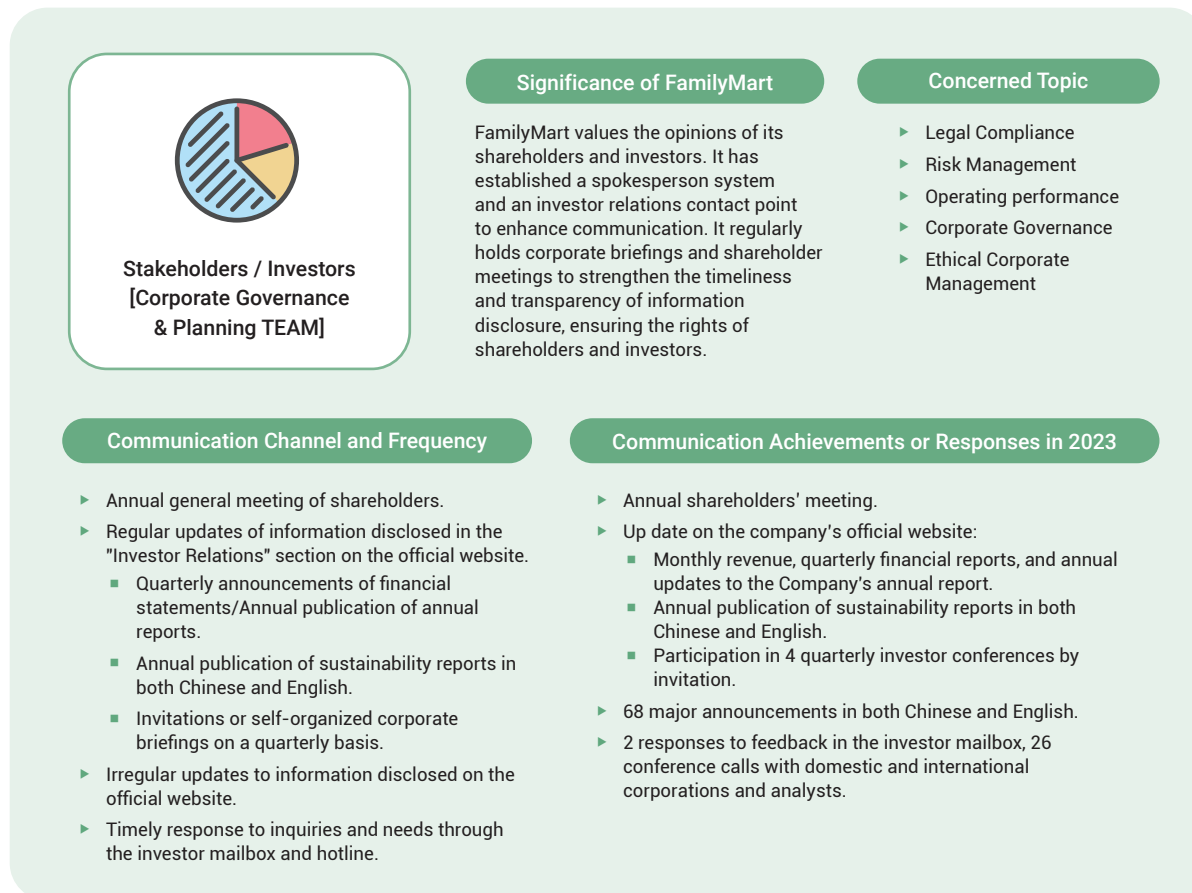 Stakeholders / Investors
[Corporate Governance
& Planning TEAM]
Significance of FamilyMart
FamilyMart values the opinions of its
shareholders and investors. It has
established a spokesperson system
and an investor relations contact point
to enhance communication. It regularly
holds corporate briefings and shareholder
meetings to strengthen the timeliness
and transparency of information
disclosure, ensuring the rights of
shareholders and investors.
Concerned Topic
Legal Compliance
Risk Management
Operating performance
Corporate Governance
Ethical Corporate
Management
Communication Channel and Frequency
Annual general meeting of shareholders.
Regular updates of information disclosed in the
"Investor Relations" section on the official website.
Quarterly announcements of financial
statements/Annual publication of annual
reports.
Annual publication of sustainability reports in
both Chinese and English.
Invitations or self-organized corporate
briefings on a quarterly basis.
Irregular updates to information disclosed on the
official website.
Timely response to inquiries and needs through
the investor mailbox and hotline.
Communication Achievements or Responses in 2023
Annual shareholders' meeting.
Up date on the company's official website:
Monthly revenue, quarterly financial reports, and annual
updates to the Company's annual report.
Annual publication of sustainability reports in both
Chinese and English.
Participation in 4 quarterly investor conferences by
invitation.
68 major announcements in both Chinese and English.
2 responses to feedback in the investor mailbox, 26
conference calls with domestic and international
corporations and analysts.